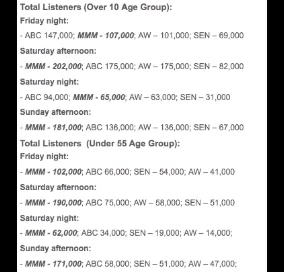 Total Listeners (Over 10 Age Group):
Friday night:
- ABC 147,000; MMM - 107,000; AW – 101,000; SEN – 69,000
Saturday afternoon:
- MMM - 202,000; ABC 175,000; AW – 175,000; SEN – 82,000
Saturday night:
- ABC 94,000; MMM - 65,000; AW – 63,000; SEN – 31,000
Sunday afternoon:
- MMM - 181,000; ABC 136,000; AW – 136,000; SEN – 67,000
Total Listeners (Under 55 Age Group):
Friday night:
- MMM - 102,000; ABC 66,000; SEN – 54,000; AW – 41,000
Saturday afternoon:
- MMM - 190,000; ABC 75,000; AW – 58,000; SEN – 51,000
Saturday night:
- MMM - 62,000; ABC 34,000; SEN – 19,000; AW – 14,000;
Sunday afternoon:
- MMM - 171,000; ABC 58,000; SEN – 51,000; AW – 47,000;